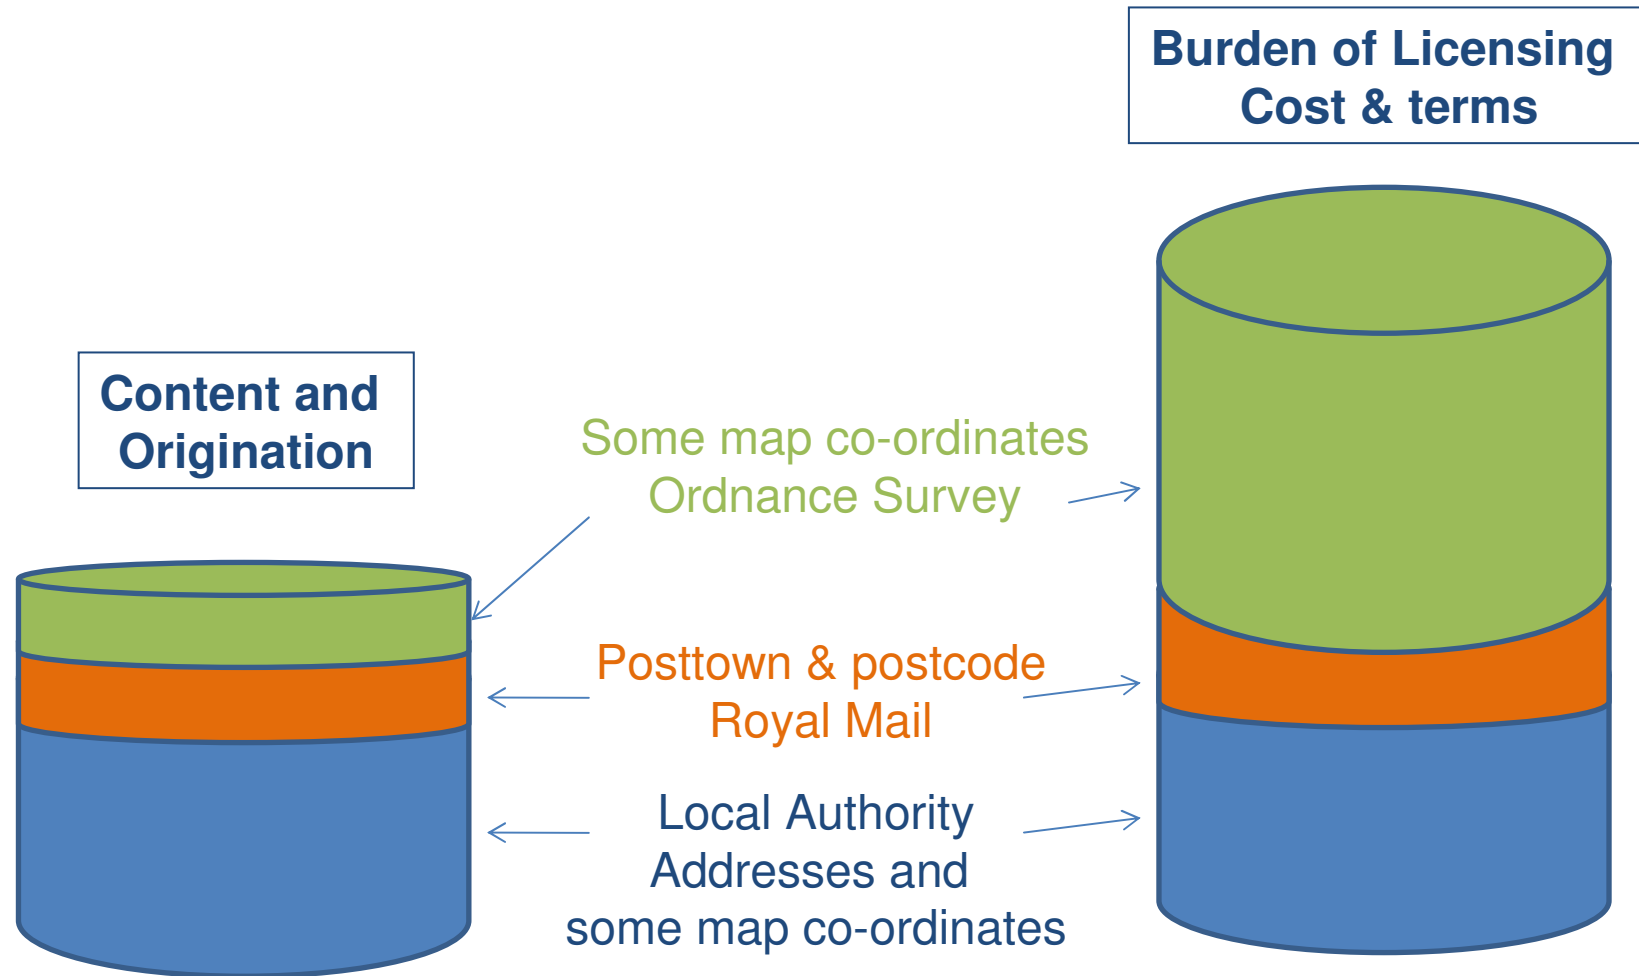 Burden of Licensing
Cost & terms
Content and
Origination
Some map co-ordinates
Ordnance Survey
Posttown & postcode
Royal Mail
Local Authority
Addresses and
some map co-ordinates